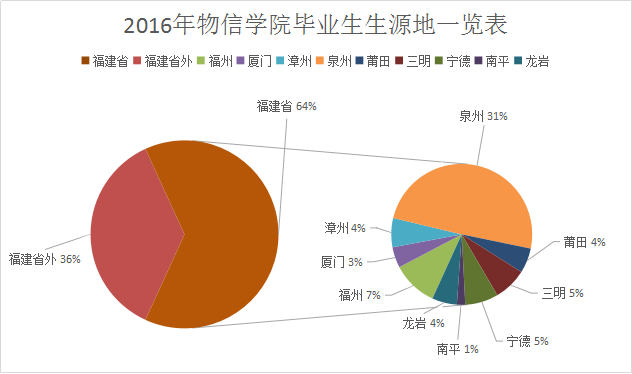 2016年物信学院毕业生生源地一览表
福建省 福建省外 福州 厦门 漳州 泉州 莆田 三明 宁德 南平 龙岩
福建省 64%
泉州 31%
漳州 4%
莆田 4%
福建省外 36%
厦门 3%
福州 7%
三明 5%
龙岩 4%
宁德 5%
南平 1%